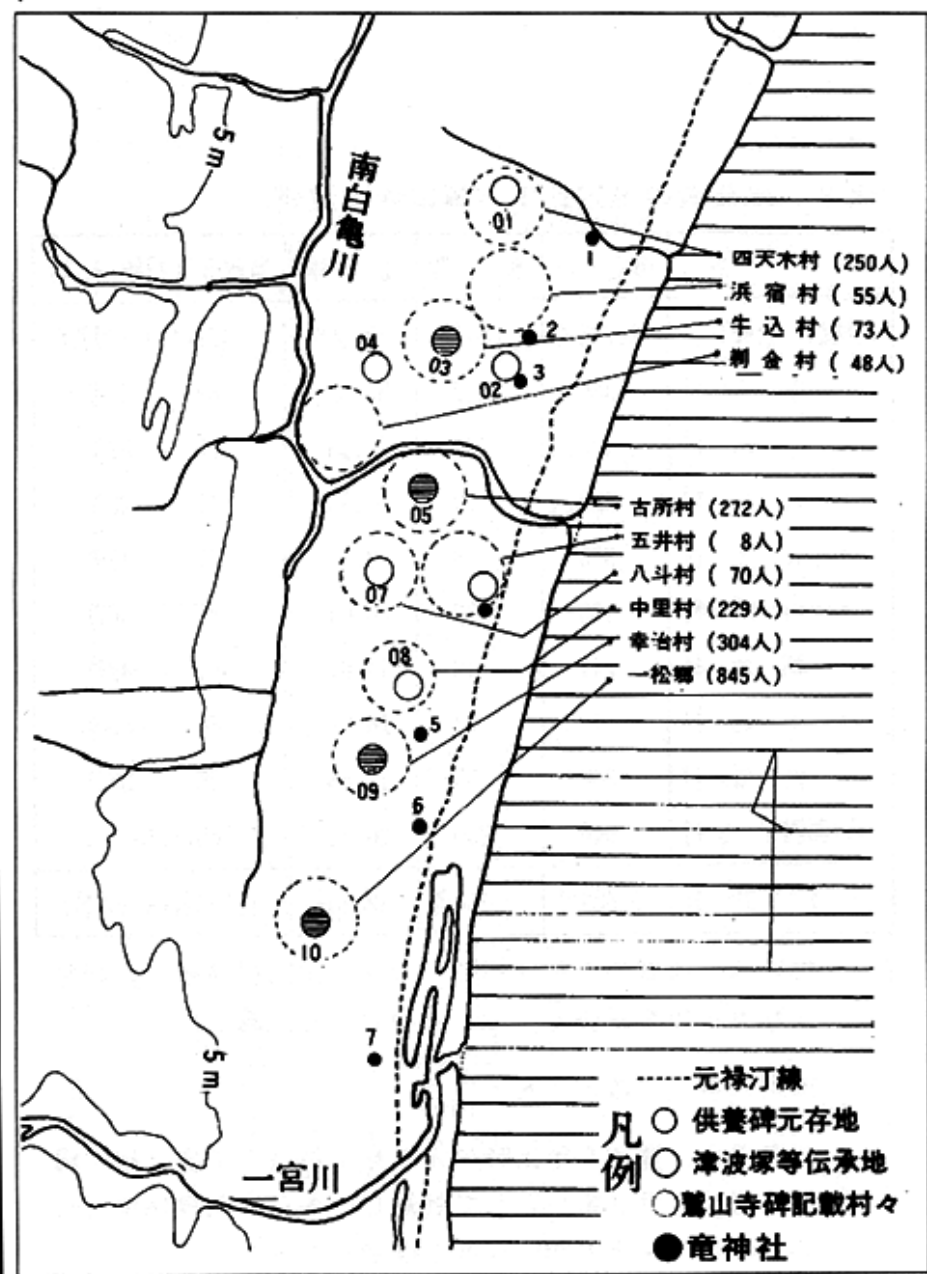 5m
南白亀川
01
1
四天木村 (250人)
浜宿村 ( 55人)
牛込村 ( 73人)
剃金村 ( 48人)
2
04
03
02
3
05
古所村 (272人)
五井村 ( 8人)
八斗村 ( 70人)
中里村 (229人)
幸治村 (304人)
一松郷 (845人)
07
08
5
09
6
10
7
5m
一宮川
凡例
元禄汀線
供養碑元存地
津波塚等伝承地
鷲山寺碑記載村々
竜神社